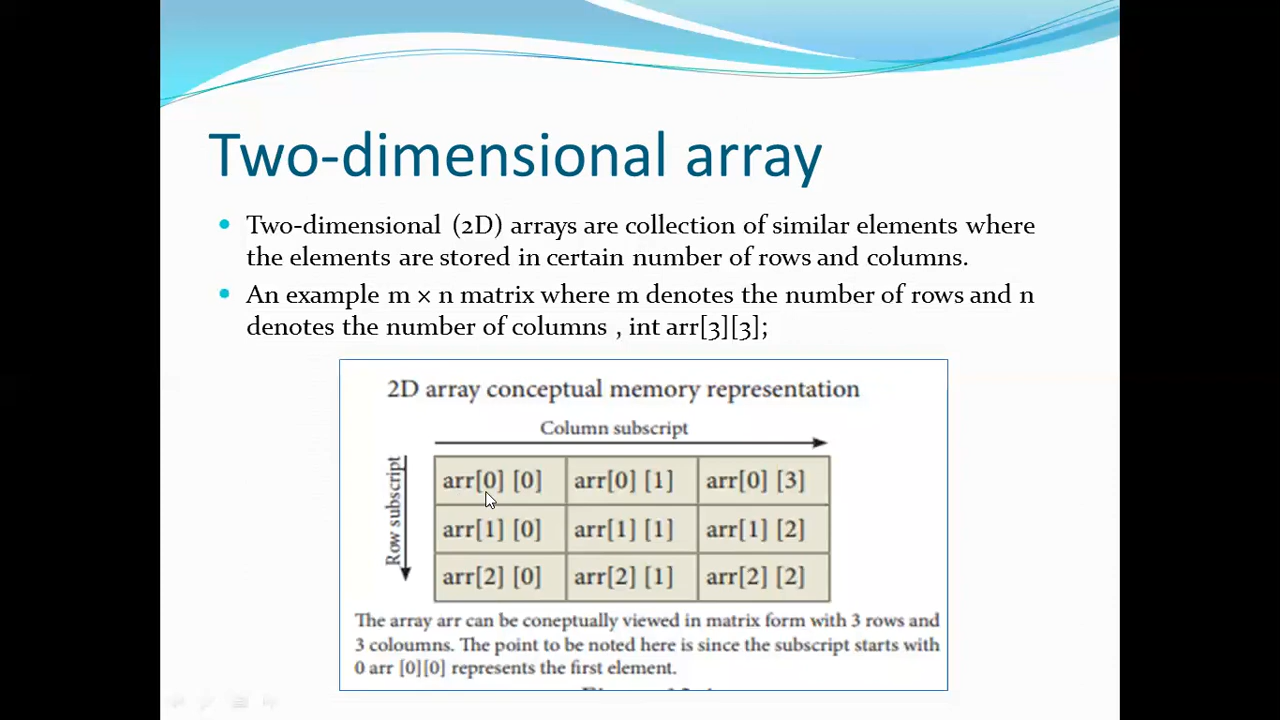 Two-dimensional array
Two-dimensional (2D) arrays are collection of similar elements where
the elements are stored in certain number of rows and columns.
An example m × n matrix where m denotes the number of rows and n
denotes the number of columns , int arr[3][3];
2D array conceptual memory representation
Column subscript
Row subscript
arr[0] [0] arr[0] [1] arr[0] [3]
arr[1] [0] arr[1] [1] arr[1] [2]
arr[2] [0] arr[2] [1] arr[2] [2]
The array arr can be coneptually viewed in matrix form with 3 rows and
3 coloumns. The point to be noted here is since the subscript starts with
0 arr [0][0] represents the first element.